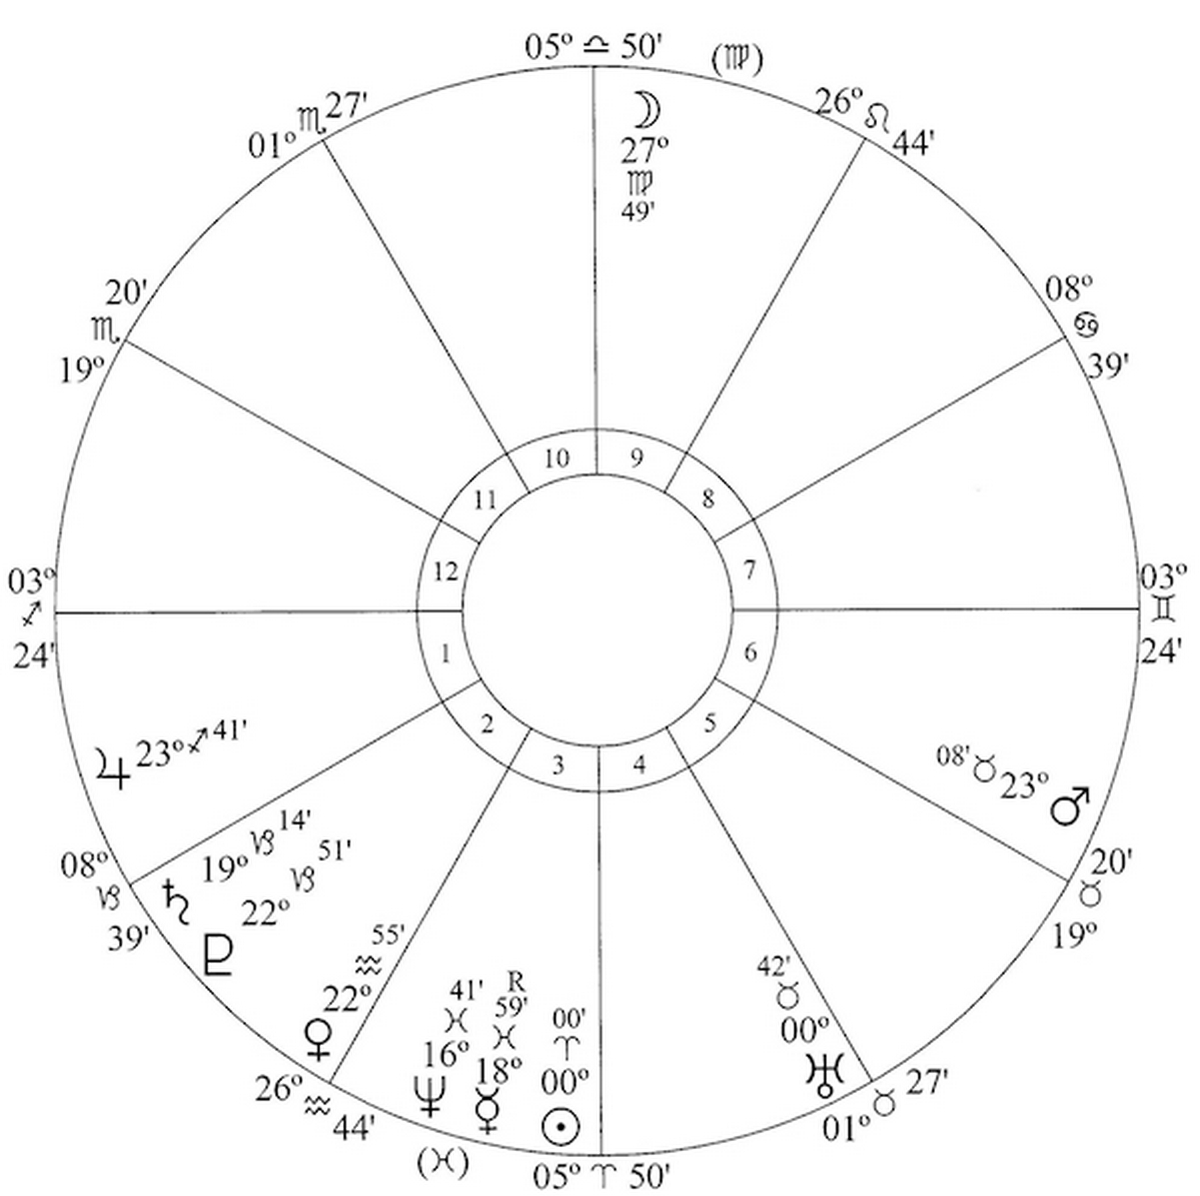 05º ♎ 50'
(♍)
26º ♌ 44'
01º ♏ 27'
☽
27º
♍
49'
20'
♏
19º
08º
♋
39'
10
9
11
8
12
7
03º
♐
24'
03º
♊
24'
1
6
2
5
3
4
♃ 23º ♐ 41'
08' ♉ 23º ♂
♄ 19º ♑ 14'
♇ 22º ♑ 51'
08º
♑
39'
20'
♉
19º
55'
♒
22º
♀
41'
♓
16º
♆
R
59'
♓
18º
☿
00'
♈
00º
☉
42'
♉
00º
♅
26º ♒ 44'
(♓)
05º ♈ 50'
01º ♉ 27'